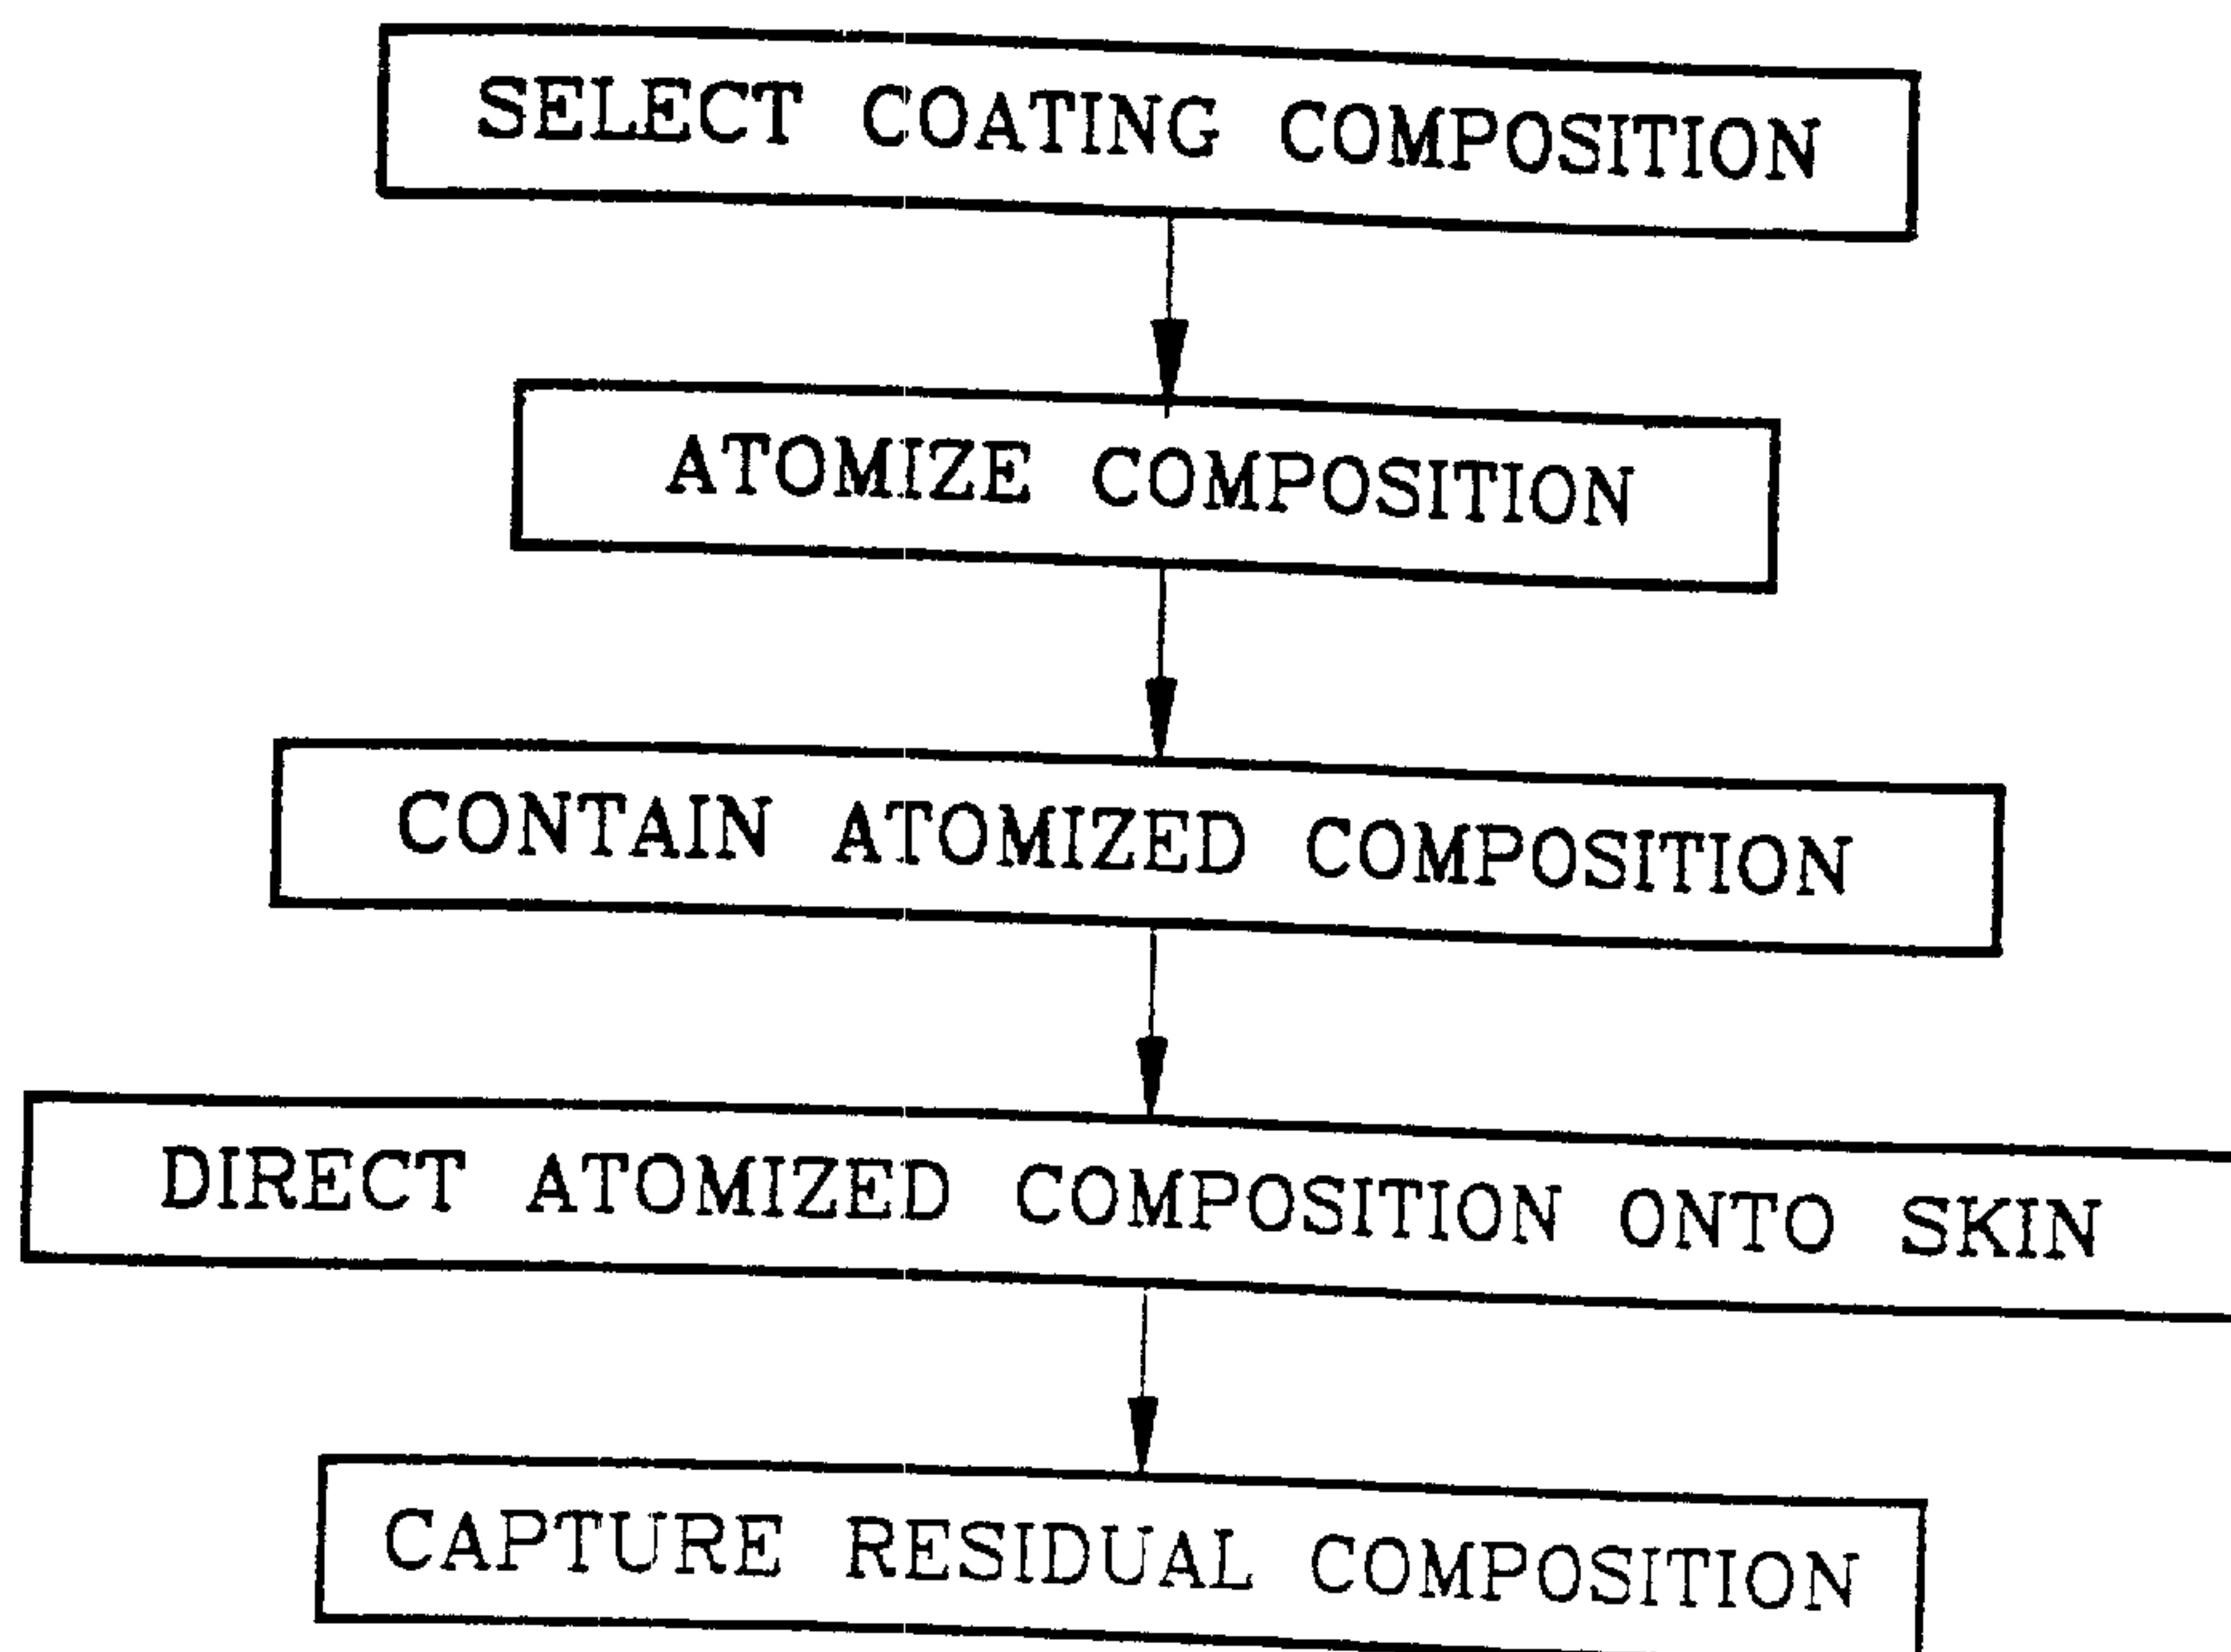 SELECT COATING COMPOSITION
ATOMIZE COMPOSITION
CONTAIN ATOMIZED COMPOSITION
DIRECT ATOMIZED COMPOSITION ONTO SKIN
CAPTURE RESIDUAL COMPOSITION